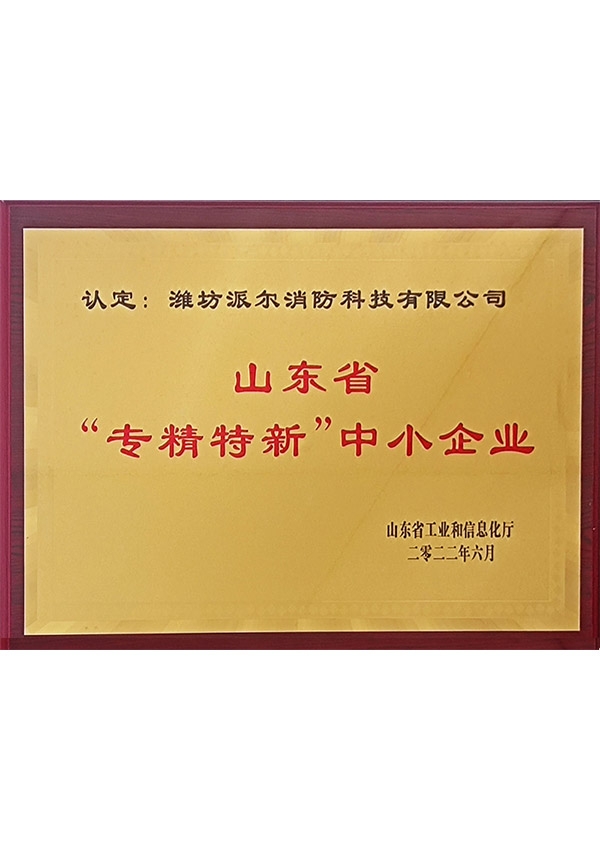 认定：潍坊派尔消防科技有限公司
山东省
“专精特新”中小企业
山东省工业和信息化厅
二零二二年六月